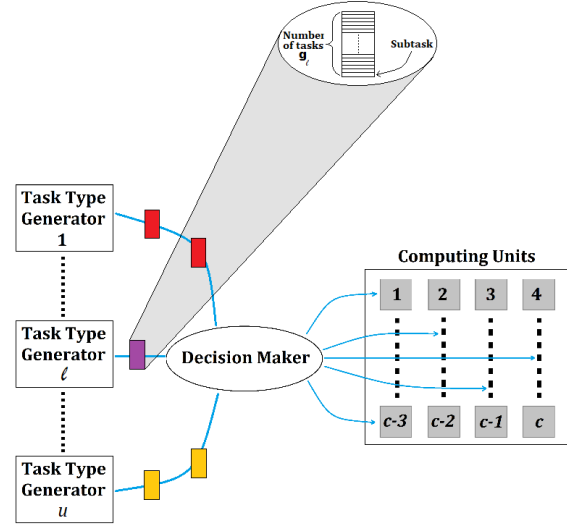 Number
of tasks
g
ℓ
Subtask
Task Type
Generator
1
Task Type
Generator
ℓ
Task Type
Generator
u
Decision Maker
Computing Units
1 2 3 4
c-3 c-2 c-1 c